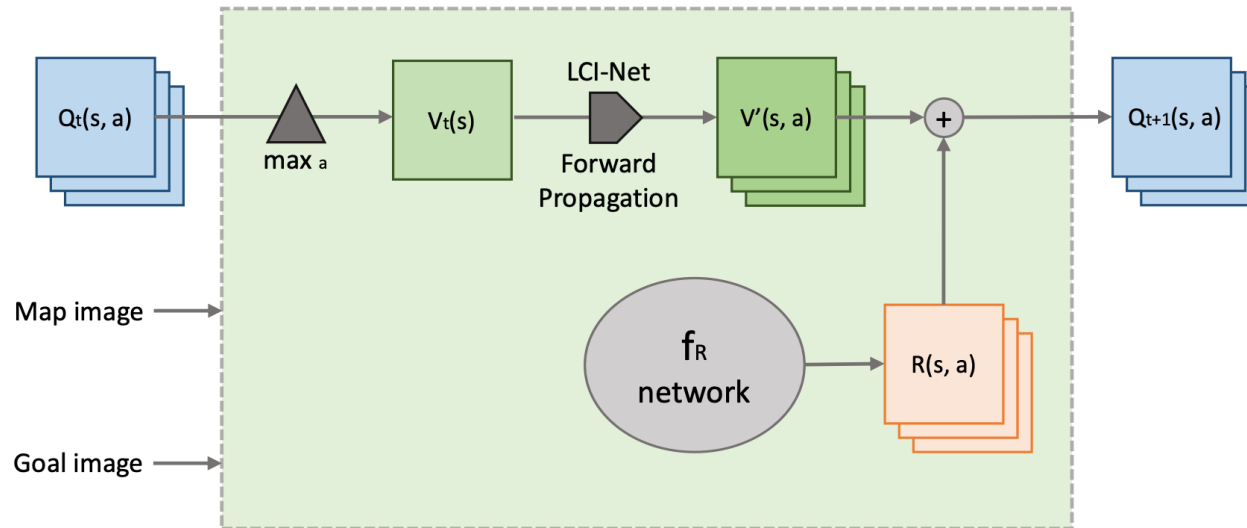 LCI-Net
Qt(s, a)
Vt(s)
V’(s, a)
+
Qt+1(s, a)
max a
Forward
Propagation
Map image
fR
network
R(s, a)
Goal image